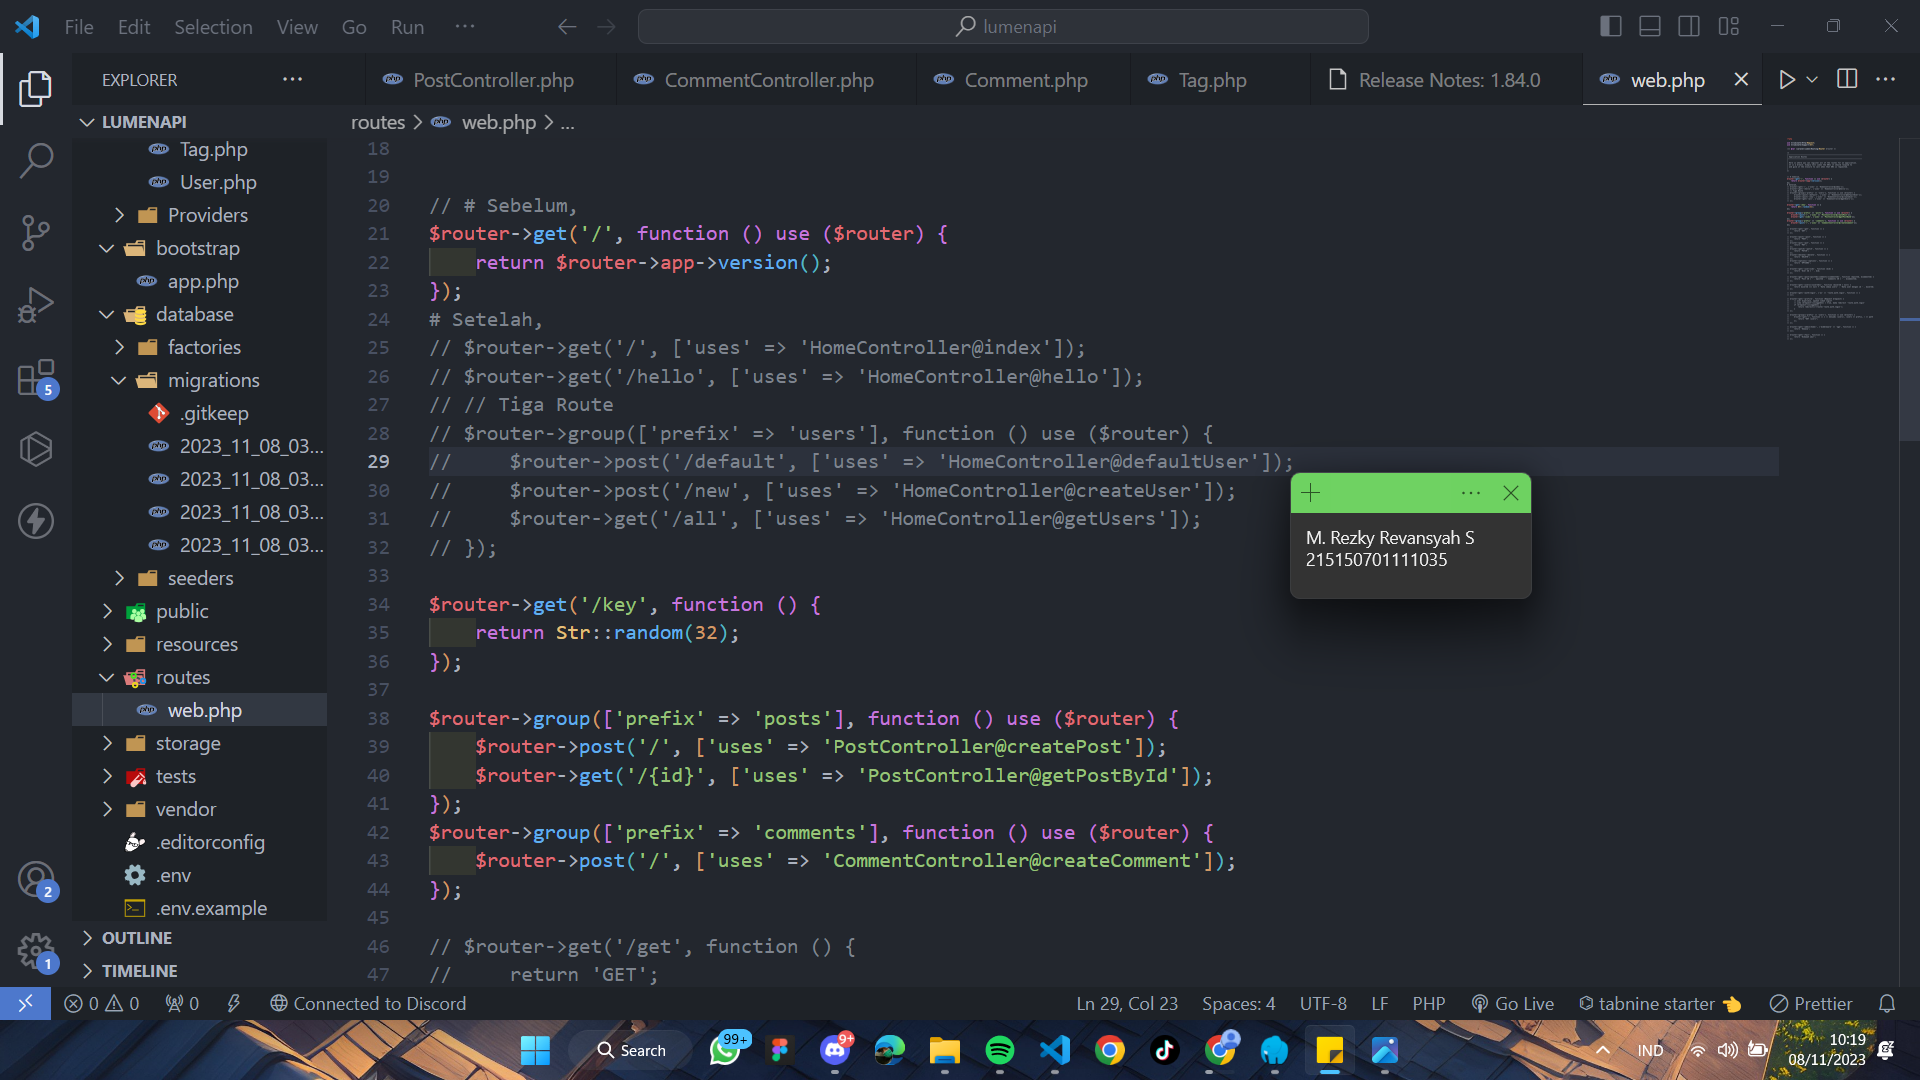 File Edit Selection View Go Run ···
lumenapi
EXPLORER ···
PostController.php
CommentController.php
Comment.php
Tag.php
Release Notes: 1.84.0
web.php
LUMENAPI
Tag.php
User.php
Providers
bootstrap
app.php
database
factories
migrations
.gitkeep
2023_11_08_03...
2023_11_08_03...
2023_11_08_03...
2023_11_08_03...
seeders
public
resources
routes
web.php
storage
tests
vendor
.editorconfig
.env
.env.example
OUTLINE
TIMELINE
routes > web.php > ...
18
19
20 // # Sebelum,
21 $router->get('/', function () use ($router) {
22     return $router->app->version();
23 });
24 # Setelah,
25 // $router->get('/', ['uses' => 'HomeController@index']);
26 // $router->get('/hello', ['uses' => 'HomeController@hello']);
27 // // Tiga Route
28 // $router->group(['prefix' => 'users'], function () use ($router) {
29 //     $router->post('/default', ['uses' => 'HomeController@defaultUser']);
30 //     $router->post('/new', ['uses' => 'HomeController@createUser']);
31 //     $router->get('/all', ['uses' => 'HomeController@getUsers']);
32 // });
33
34 $router->get('/key', function () {
35     return Str::random(32);
36 });
37
38 $router->group(['prefix' => 'posts'], function () use ($router) {
39     $router->post('/', ['uses' => 'PostController@createPost']);
40     $router->get('/{id}', ['uses' => 'PostController@getPostById']);
41 });
42 $router->group(['prefix' => 'comments'], function () use ($router) {
43     $router->post('/', ['uses' => 'CommentController@createComment']);
44 });
45
46 // $router->get('/get', function () {
47 //     return 'GET';
M. Rezky Revansyah S
215150701111035
5
2
1
0 0 0 Connected to Discord
Ln 29, Col 23 Spaces: 4 UTF-8 LF PHP Go Live tabnine starter Prettier
Search
99+
9+
IND
10:19
08/11/2023